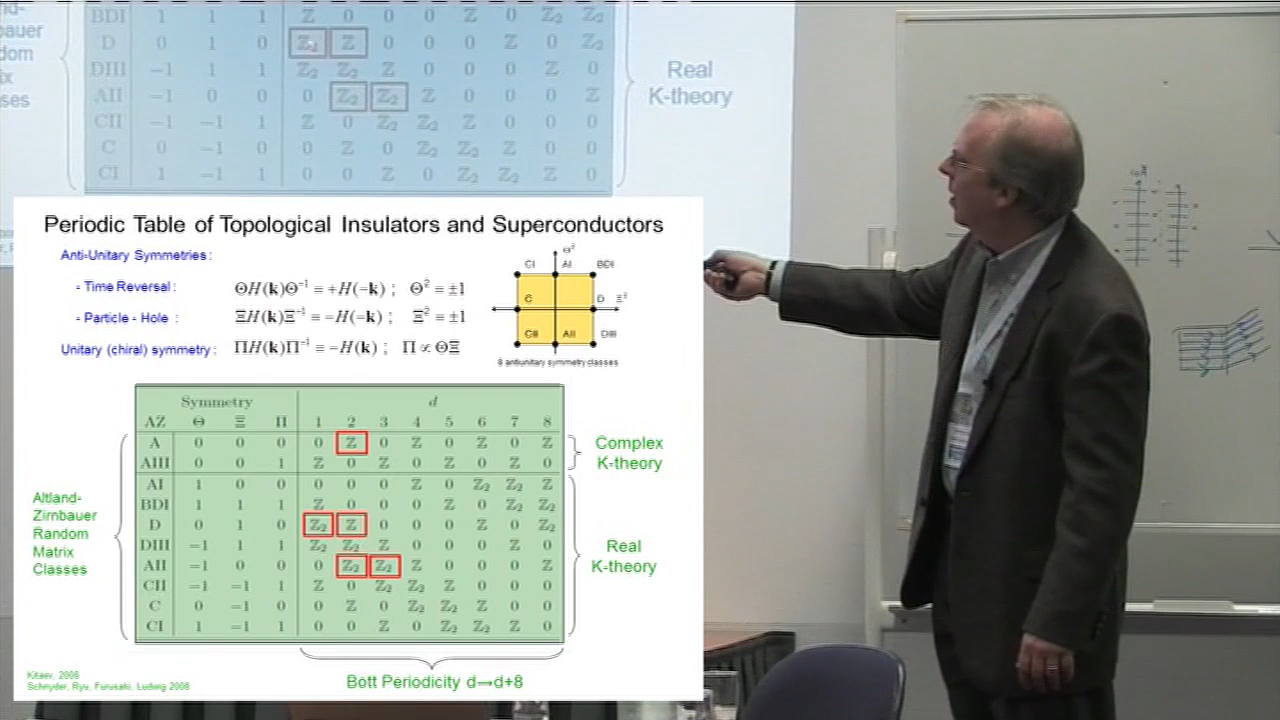 BDI 1 1 1 ℤ 0 0 0 ℤ 0 ℤ₂ ℤ₂
D 0 1 0 ℤ₂ ℤ 0 0 0 ℤ 0 ℤ₂
DIII −1 1 1 ℤ₂ ℤ₂ ℤ 0 0 0 ℤ 0
AII −1 0 0 0 ℤ₂ ℤ₂ ℤ 0 0 0 ℤ
CII −1 −1 1 ℤ 0 ℤ₂ ℤ₂ ℤ 0 0 0
C 0 −1 0 0 ℤ 0 ℤ₂ ℤ₂ ℤ 0 0
CI 1 −1 1 0 0 ℤ 0 ℤ₂ ℤ₂ ℤ 0
Real
K-theory
Periodic Table of Topological Insulators and Superconductors
Anti-Unitary Symmetries :
- Time Reversal : ΘH(k)Θ⁻¹ = +H(−k) ; Θ² = ±1
- Particle - Hole : ΞH(k)Ξ⁻¹ = −H(−k) ; Ξ² = ±1
Unitary (chiral) symmetry : ΠH(k)Π⁻¹ = −H(k) ; Π ∝ ΘΞ
Θ²
CI AI BDI
C D Ξ²
CII AII DIII
8 antiunitary symmetry classes
Symmetry d
AZ Θ Ξ Π 1 2 3 4 5 6 7 8
A 0 0 0 0 ℤ 0 ℤ 0 ℤ 0 ℤ
AIII 0 0 1 ℤ 0 ℤ 0 ℤ 0 ℤ 0
AI 1 0 0 0 0 0 ℤ 0 ℤ₂ ℤ₂ ℤ
BDI 1 1 1 ℤ 0 0 0 ℤ 0 ℤ₂ ℤ₂
D 0 1 0 ℤ₂ ℤ 0 0 0 ℤ 0 ℤ₂
DIII −1 1 1 ℤ₂ ℤ₂ ℤ 0 0 0 ℤ 0
AII −1 0 0 0 ℤ₂ ℤ₂ ℤ 0 0 0 ℤ
CII −1 −1 1 ℤ 0 ℤ₂ ℤ₂ ℤ 0 0 0
C 0 −1 0 0 ℤ 0 ℤ₂ ℤ₂ ℤ 0 0
CI 1 −1 1 0 0 ℤ 0 ℤ₂ ℤ₂ ℤ 0
Complex
K-theory
Altland-
Zirnbauer
Random
Matrix
Classes
Real
K-theory
Bott Periodicity d→d+8
Kitaev, 2008
Schnyder, Ryu, Furusaki, Ludwig 2008